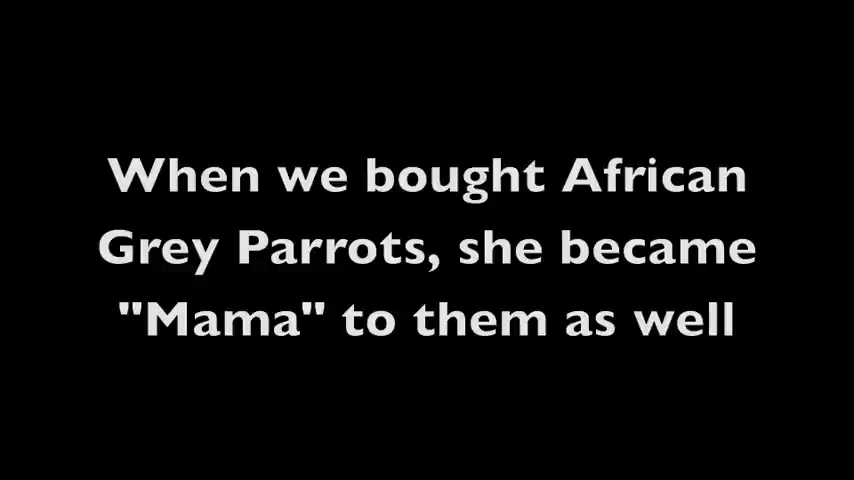 When we bought African
Grey Parrots, she became
"Mama" to them as well